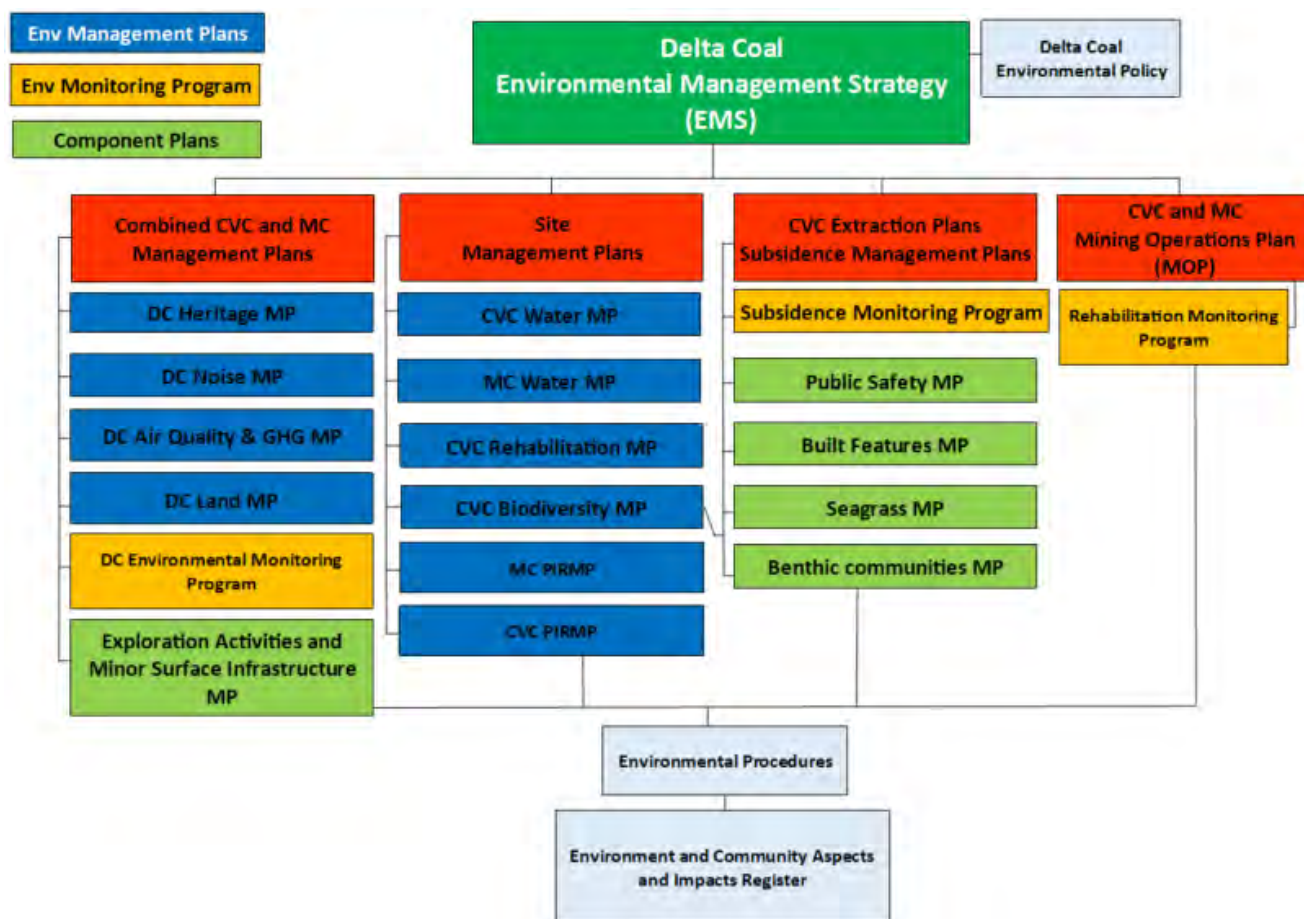 Env Management Plans
Env Monitoring Program
Component Plans
Delta Coal
Environmental Management Strategy
(EMS)
Delta Coal
Environmental Policy
Combined CVC and MC
Management Plans
DC Heritage MP
DC Noise MP
DC Air Quality & GHG MP
DC Land MP
DC Environmental Monitoring
Program
Exploration Activities and
Minor Surface Infrastructure
MP
Site
Management Plans
CVC Water MP
MC Water MP
CVC Rehabilitation MP
CVC Biodiversity MP
MC PIRMP
CVC PIRMP
CVC Extraction Plans
Subsidence Management Plans
Subsidence Monitoring Program
Public Safety MP
Built Features MP
Seagrass MP
Benthic communities MP
CVC and MC
Mining Operations Plan
(MOP)
Rehabilitation Monitoring
Program
Environmental Procedures
Environment and Community Aspects
and Impacts Register